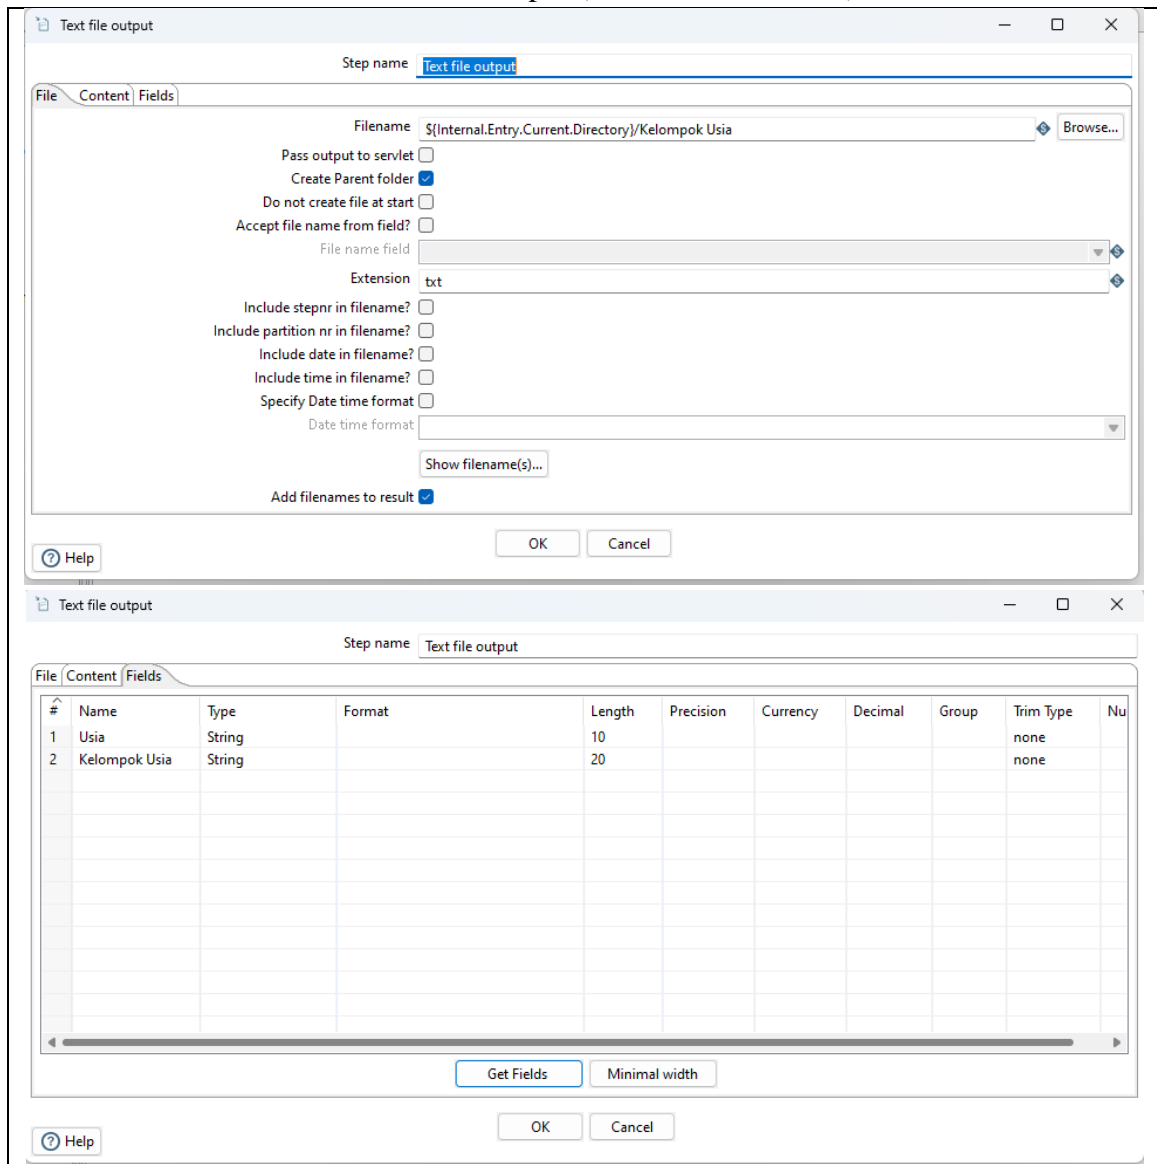 Text file output
Step name Text file output
File Content Fields
Filename ${Internal.Entry.Current.Directory}/Kelompok Usia Browse...
Pass output to servlet
Create Parent folder
Do not create file at start
Accept file name from field?
File name field
Extension txt
Include stepnr in filename?
Include partition nr in filename?
Include date in filename?
Include time in filename?
Specify Date time format
Date time format
Show filename(s)...
Add filenames to result
OK Cancel
Help
Text file output
Step name Text file output
File Content Fields
# Name Type Format Length Precision Currency Decimal Group Trim Type Nu
1 Usia String 10 none
2 Kelompok Usia String 20 none
Get Fields Minimal width
OK Cancel
Help